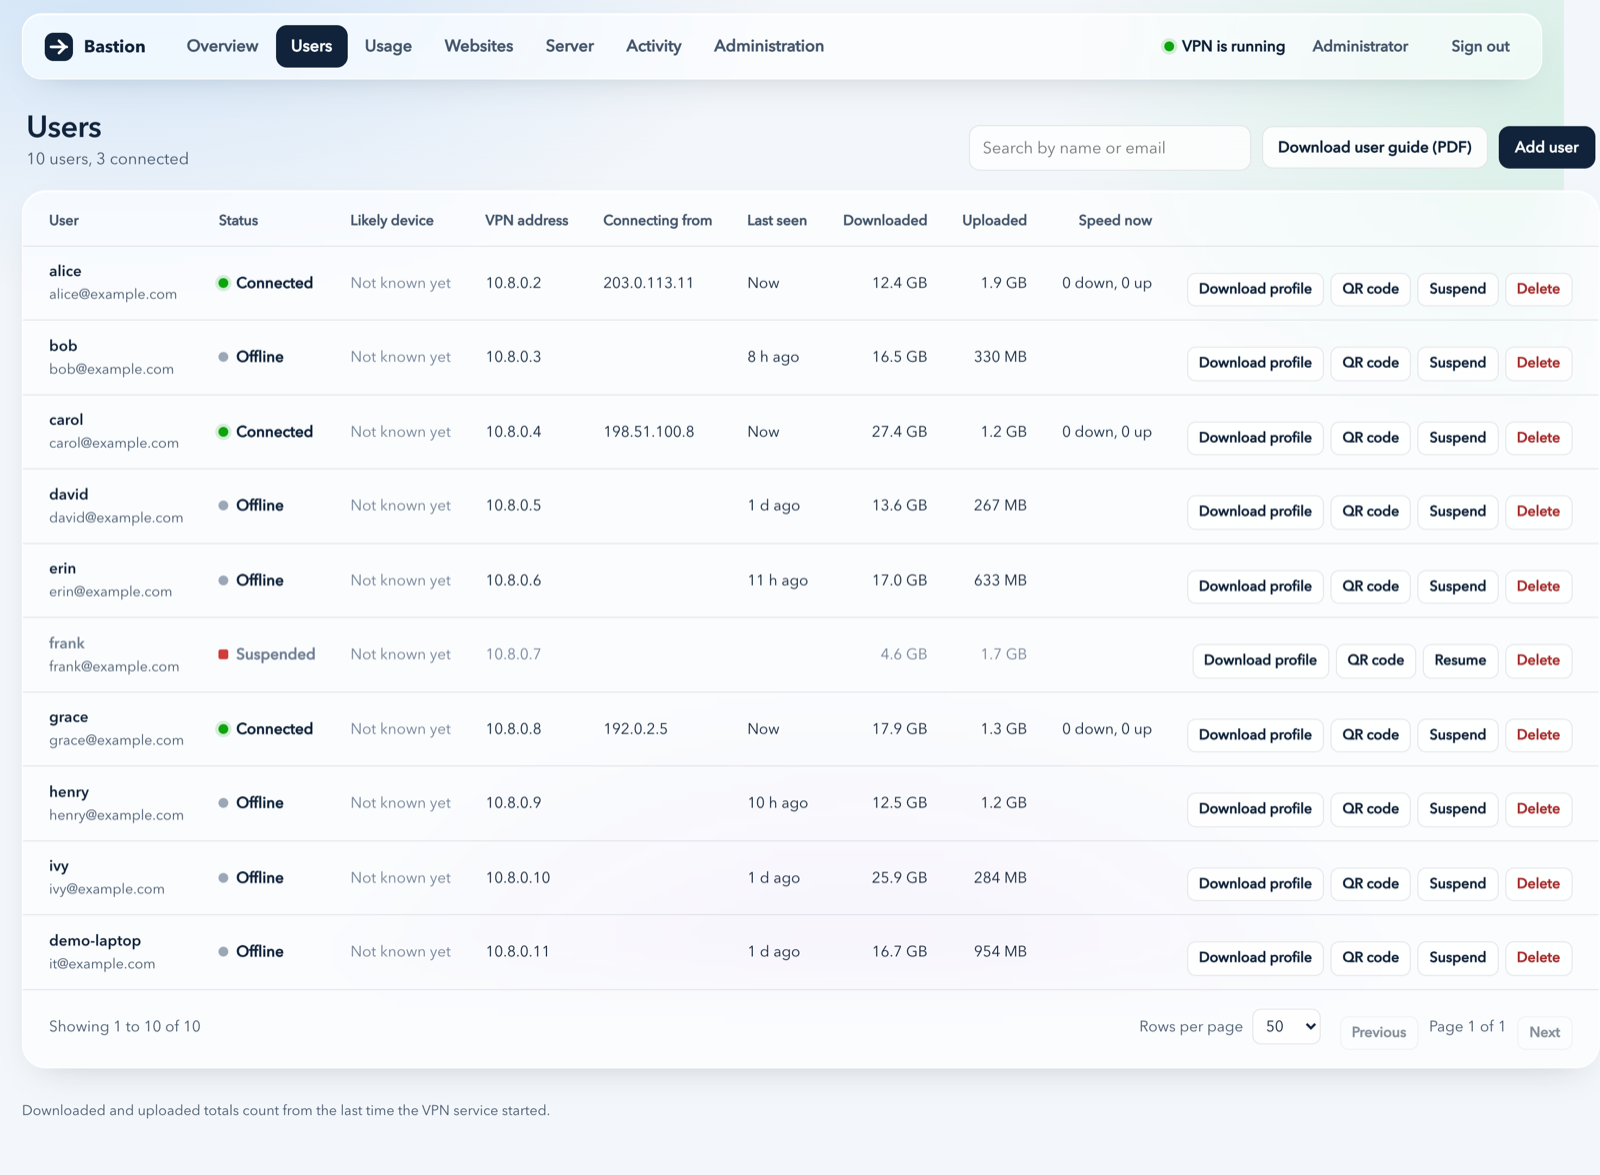 Bastion Overview Users Usage Websites Server Activity Administration VPN is running Administrator Sign out
Users
10 users, 3 connected
Search by name or email Download user guide (PDF) Add user
User Status Likely device VPN address Connecting from Last seen Downloaded Uploaded Speed now
alice
alice@example.com
Connected Not known yet 10.8.0.2 203.0.113.11 Now 12.4 GB 1.9 GB 0 down, 0 up Download profile QR code Suspend Delete
bob
bob@example.com
Offline Not known yet 10.8.0.3 8 h ago 16.5 GB 330 MB Download profile QR code Suspend Delete
carol
carol@example.com
Connected Not known yet 10.8.0.4 198.51.100.8 Now 27.4 GB 1.2 GB 0 down, 0 up Download profile QR code Suspend Delete
david
david@example.com
Offline Not known yet 10.8.0.5 1 d ago 13.6 GB 267 MB Download profile QR code Suspend Delete
erin
erin@example.com
Offline Not known yet 10.8.0.6 11 h ago 17.0 GB 633 MB Download profile QR code Suspend Delete
frank
frank@example.com
Suspended Not known yet 10.8.0.7 4.6 GB 1.7 GB Download profile QR code Resume Delete
grace
grace@example.com
Connected Not known yet 10.8.0.8 192.0.2.5 Now 17.9 GB 1.3 GB 0 down, 0 up Download profile QR code Suspend Delete
henry
henry@example.com
Offline Not known yet 10.8.0.9 10 h ago 12.5 GB 1.2 GB Download profile QR code Suspend Delete
ivy
ivy@example.com
Offline Not known yet 10.8.0.10 1 d ago 25.9 GB 284 MB Download profile QR code Suspend Delete
demo-laptop
it@example.com
Offline Not known yet 10.8.0.11 1 d ago 16.7 GB 954 MB Download profile QR code Suspend Delete
Showing 1 to 10 of 10 Rows per page 50 Previous Page 1 of 1 Next
Downloaded and uploaded totals count from the last time the VPN service started.